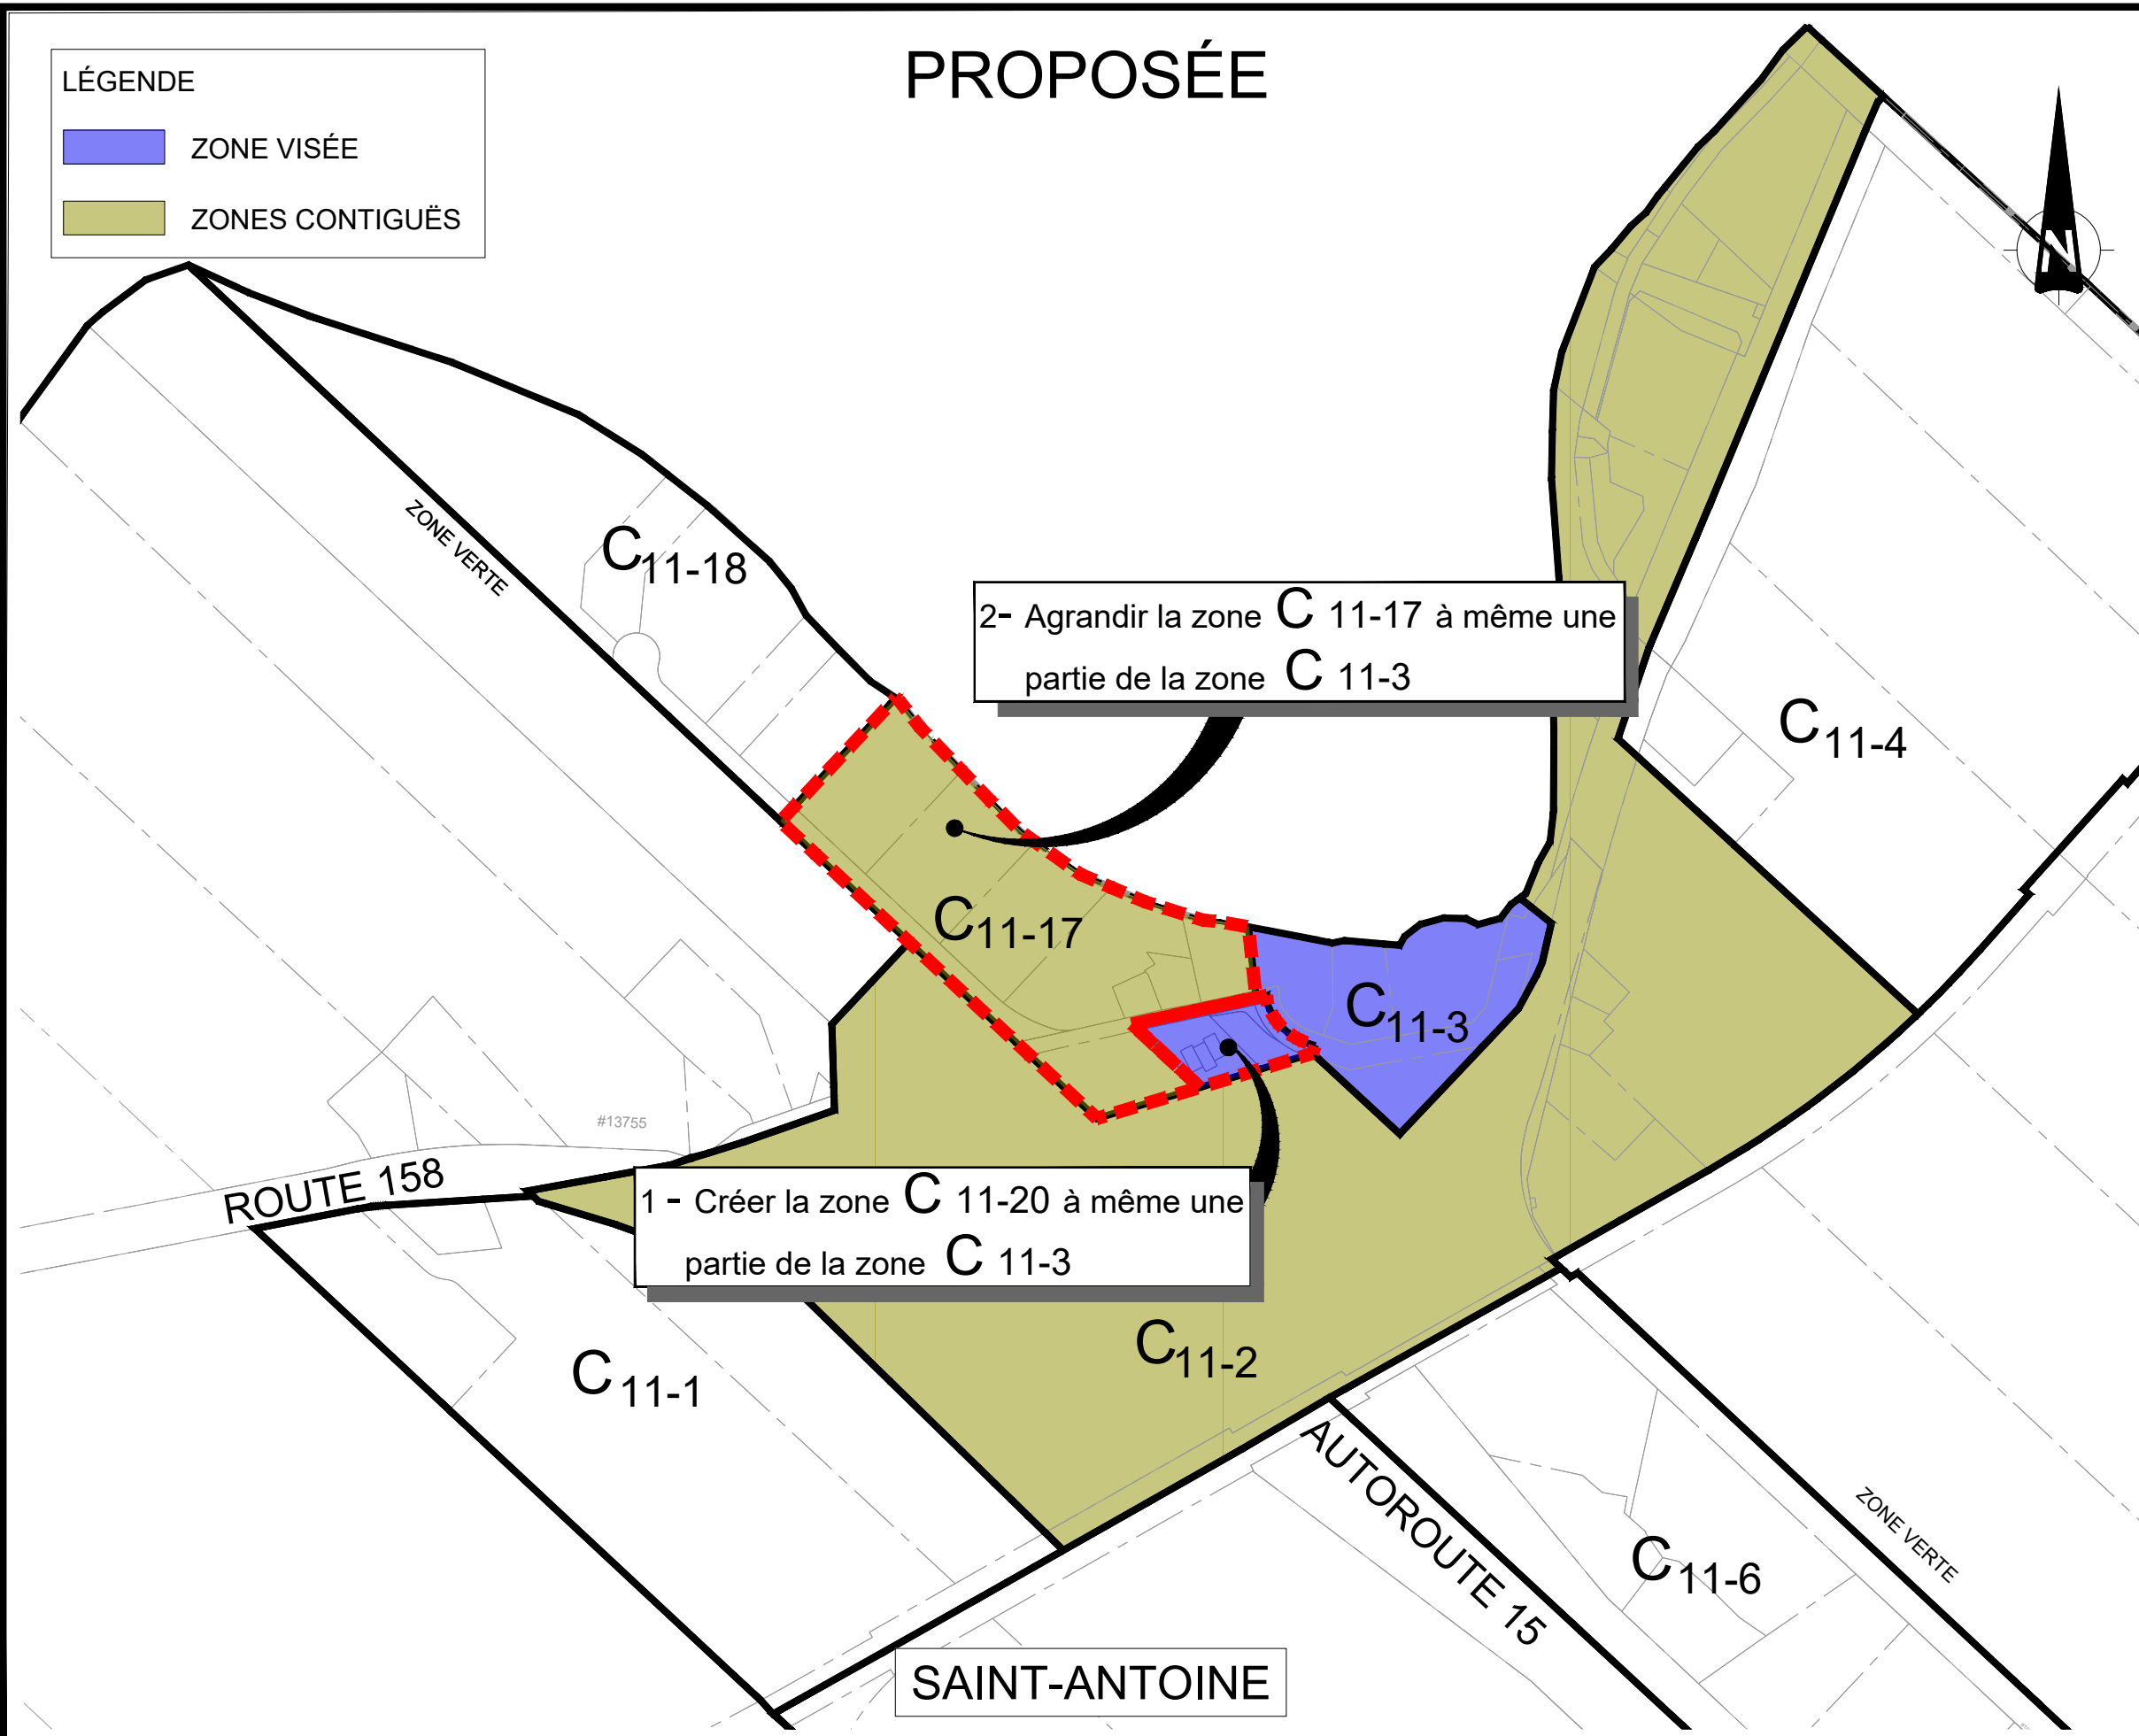 PROPOSÉE
LÉGENDE
ZONE VISÉE
ZONES CONTIGUËS
N
ZONE VERTE
C11-18
2- Agrandir la zone C 11-17 à même une
partie de la zone C 11-3
C11-4
C11-17
C11-3
#13755
ROUTE 158
1 - Créer la zone C 11-20 à même une
partie de la zone C 11-3
C11-2
C11-1
AUTOROUTE 15
ZONE VERTE
C11-6
SAINT-ANTOINE